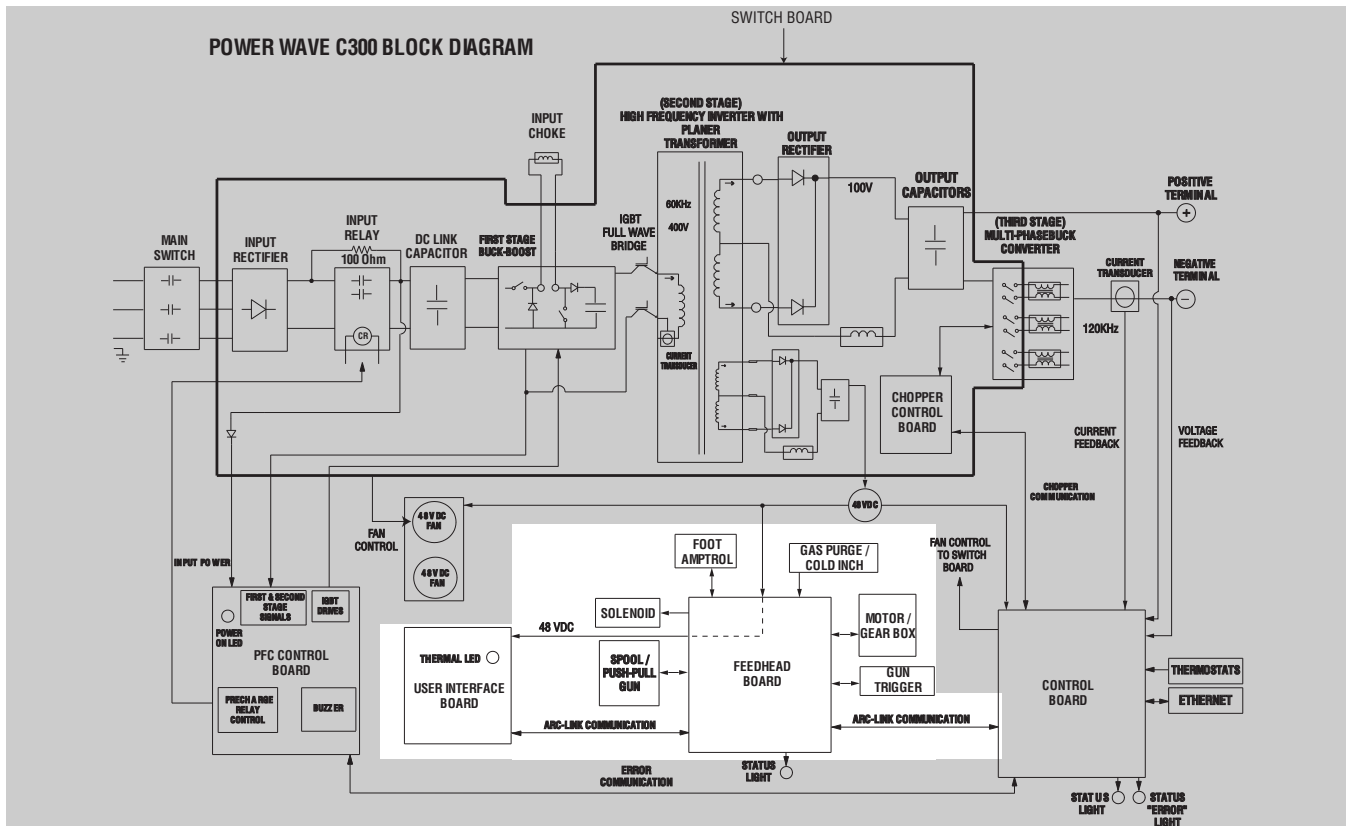 SWITCH BOARD
POWER WAVE C300 BLOCK DIAGRAM
INPUT
CHOKE
(SECOND STAGE)
HIGH FREQUENCY INVERTER WITH
PLANER
TRANSFORMER
OUTPUT
RECTIFIER
OUTPUT
CAPACITORS
POSITIVE
TERMINAL
+
MAIN
SWITCH
INPUT
RECTIFIER
INPUT
RELAY
100 Ohm
DC LINK
CAPACITOR
FIRST STAGE
BUCK-BOOST
IGBT
FULL WAVE
BRIDGE
60KHz
400V
100V
(THIRD STAGE)
MULTI-PHASEBUCK
CONVERTER
CURRENT
TRANSDUCER
NEGATIVE
TERMINAL
–
CR
CURRENT
TRANSDUCER
120KHz
CHOPPER
CONTROL
BOARD
CURRENT
FEEDBACK
VOLTAGE
FEEDBACK
CHOPPER
COMMUNICATION
48VDC
FAN
CONTROL
48V DC
FAN
48V DC
FAN
INPUT POWER
FAN CONTROL
TO SWITCH
BOARD
FOOT
AMPTROL
GAS PURGE /
COLD INCH
FIRST & SECOND
STAGE
SIGNALS
IGBT
DRIVES
POWER
ON LED
PFC CONTROL
BOARD
PRECHARGE
RELAY
CONTROL
BUZZER
SOLENOID
48 VDC
THERMAL LED
USER INTERFACE
BOARD
SPOOL /
PUSH-PULL
GUN
FEEDHEAD
BOARD
MOTOR /
GEAR BOX
GUN
TRIGGER
ARC-LINK COMMUNICATION
ARC-LINK COMMUNICATION
CONTROL
BOARD
THERMOSTATS
ETHERNET
ERROR
COMMUNICATION
STATUS
LIGHT
STATUS
LIGHT
STATUS
"ERROR"
LIGHT